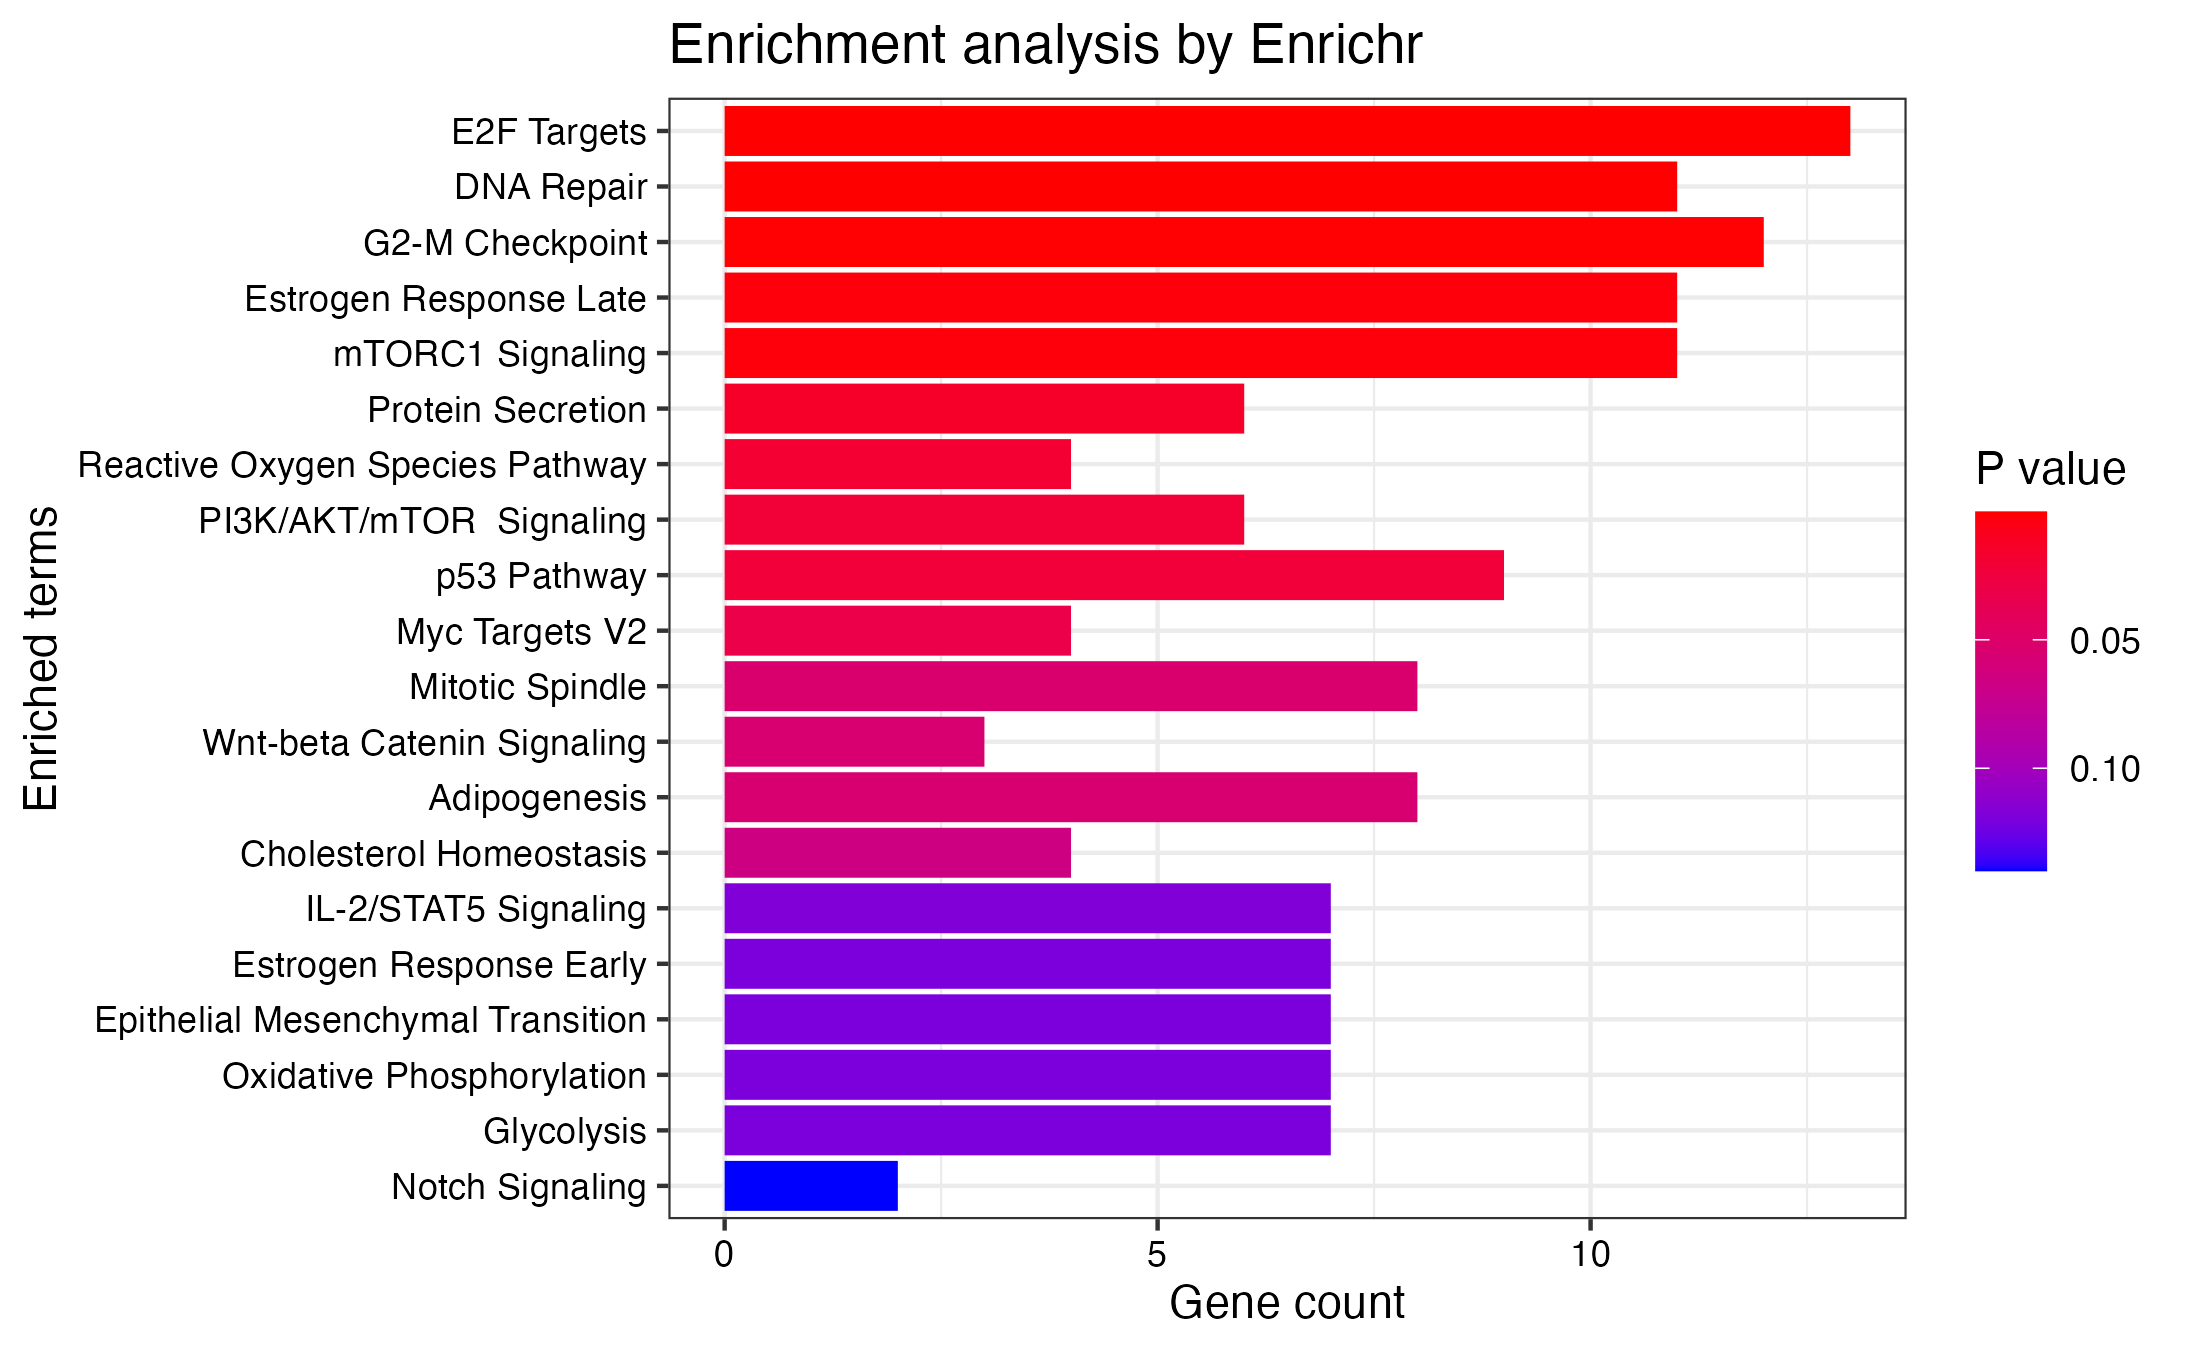 Enrichment analysis by Enrichr
E2F Targets
DNA Repair
G2-M Checkpoint
Estrogen Response Late
mTORC1 Signaling
Protein Secretion
Reactive Oxygen Species Pathway
PI3K/AKT/mTOR  Signaling
p53 Pathway
Myc Targets V2
Mitotic Spindle
Wnt-beta Catenin Signaling
Adipogenesis
Cholesterol Homeostasis
IL-2/STAT5 Signaling
Estrogen Response Early
Epithelial Mesenchymal Transition
Oxidative Phosphorylation
Glycolysis
Notch Signaling
Enriched terms
0 5 10
Gene count
P value
0.05
0.10